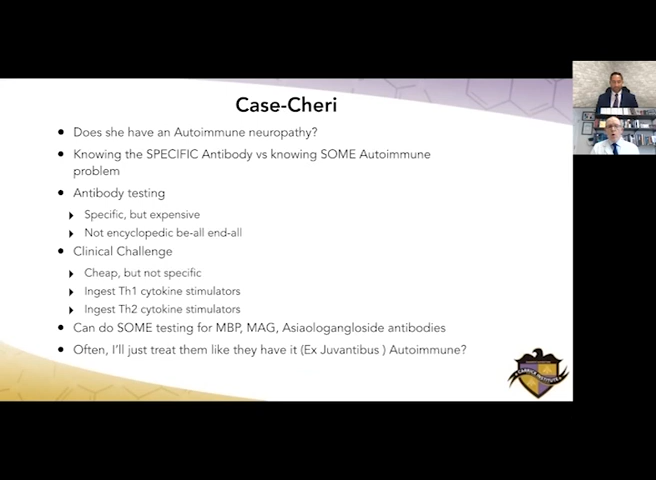 Case-Cheri
Does she have an Autoimmune neuropathy?
Knowing the SPECIFIC Antibody vs knowing SOME Autoimmune
problem
Antibody testing
Specific, but expensive
Not encyclopedic be-all end-all
Clinical Challenge
Cheap, but not specific
Ingest Th1 cytokine stimulators
Ingest Th2 cytokine stimulators
Can do SOME testing for MBP, MAG, Asiaologangloside antibodies
Often, I'll just treat them like they have it (Ex Juvantibus ) Autoimmune?
CARRICK INSTITUTE